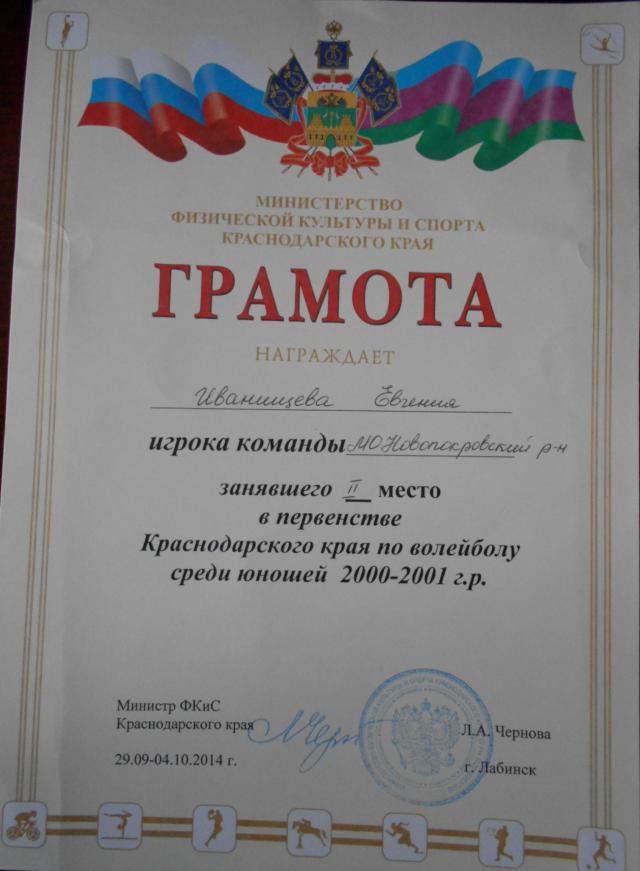 МИНИСТЕРСТВО
ФИЗИЧЕСКОЙ КУЛЬТУРЫ И СПОРТА
КРАСНОДАРСКОГО КРАЯ
ГРАМОТА
НАГРАЖДАЕТ
Иванищева Евгения
игрока команды МО Новопокровский р-н
занявшего II место
в первенстве
Краснодарского края по волейболу
среди юношей 2000-2001 г.р.
Министр ФКиС
Краснодарского края
Л.А. Чернова
29.09-04.10.2014 г.
г. Лабинск